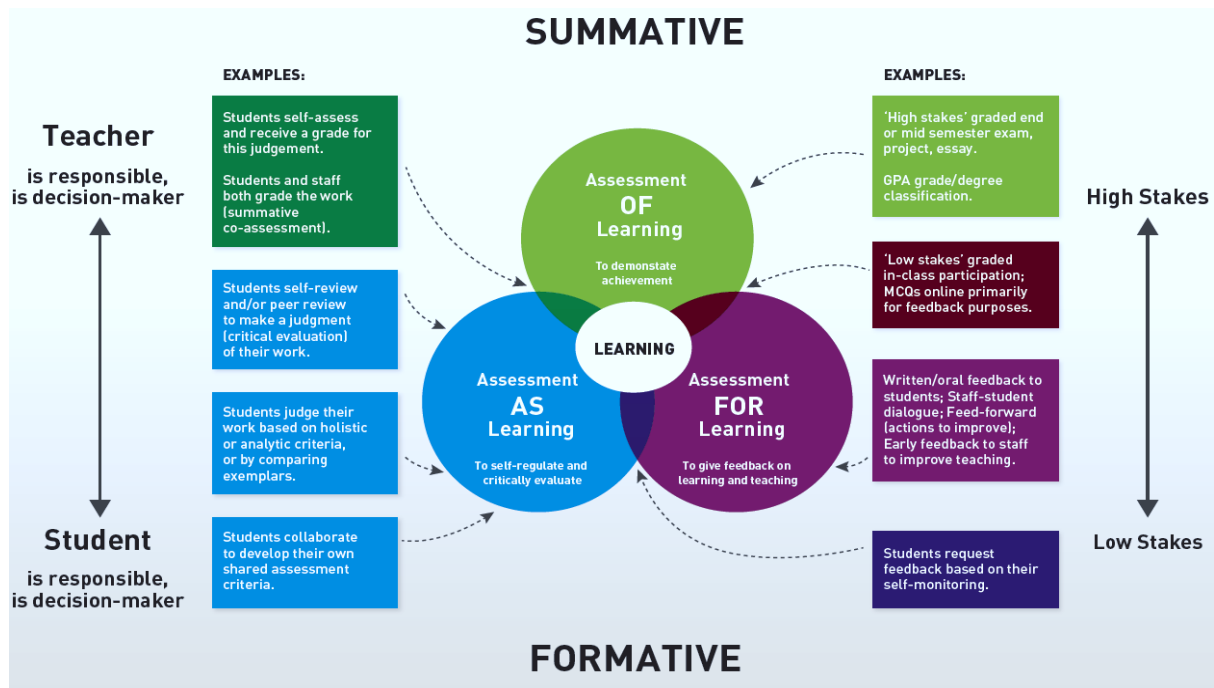 SUMMATIVE
EXAMPLES:
EXAMPLES:
Teacher
is responsible,
is decision-maker
Student
is responsible,
is decision-maker
Students self-assess
and receive a grade for
this judgement.
Students and staff
both grade the work
(summative
co-assessment).
Students self-review
and/or peer review
to make a judgment
(critical evaluation)
of their work.
Students judge their
work based on holistic
or analytic criteria,
or by comparing
exemplars.
Students collaborate
to develop their own
shared assessment
criteria.
Assessment
OF
Learning
To demonstate
achievement
LEARNING
Assessment
AS
Learning
To self-regulate and
critically evaluate
Assessment
FOR
Learning
To give feedback on
learning and teaching
‘High stakes’ graded end
or mid semester exam,
project, essay.
GPA grade/degree
classification.
‘Low stakes’ graded
in-class participation;
MCQs online primarily
for feedback purposes.
Written/oral feedback to
students; Staff-student
dialogue; Feed-forward
(actions to improve);
Early feedback to staff
to improve teaching.
Students request
feedback based on their
self-monitoring.
High Stakes
Low Stakes
FORMATIVE